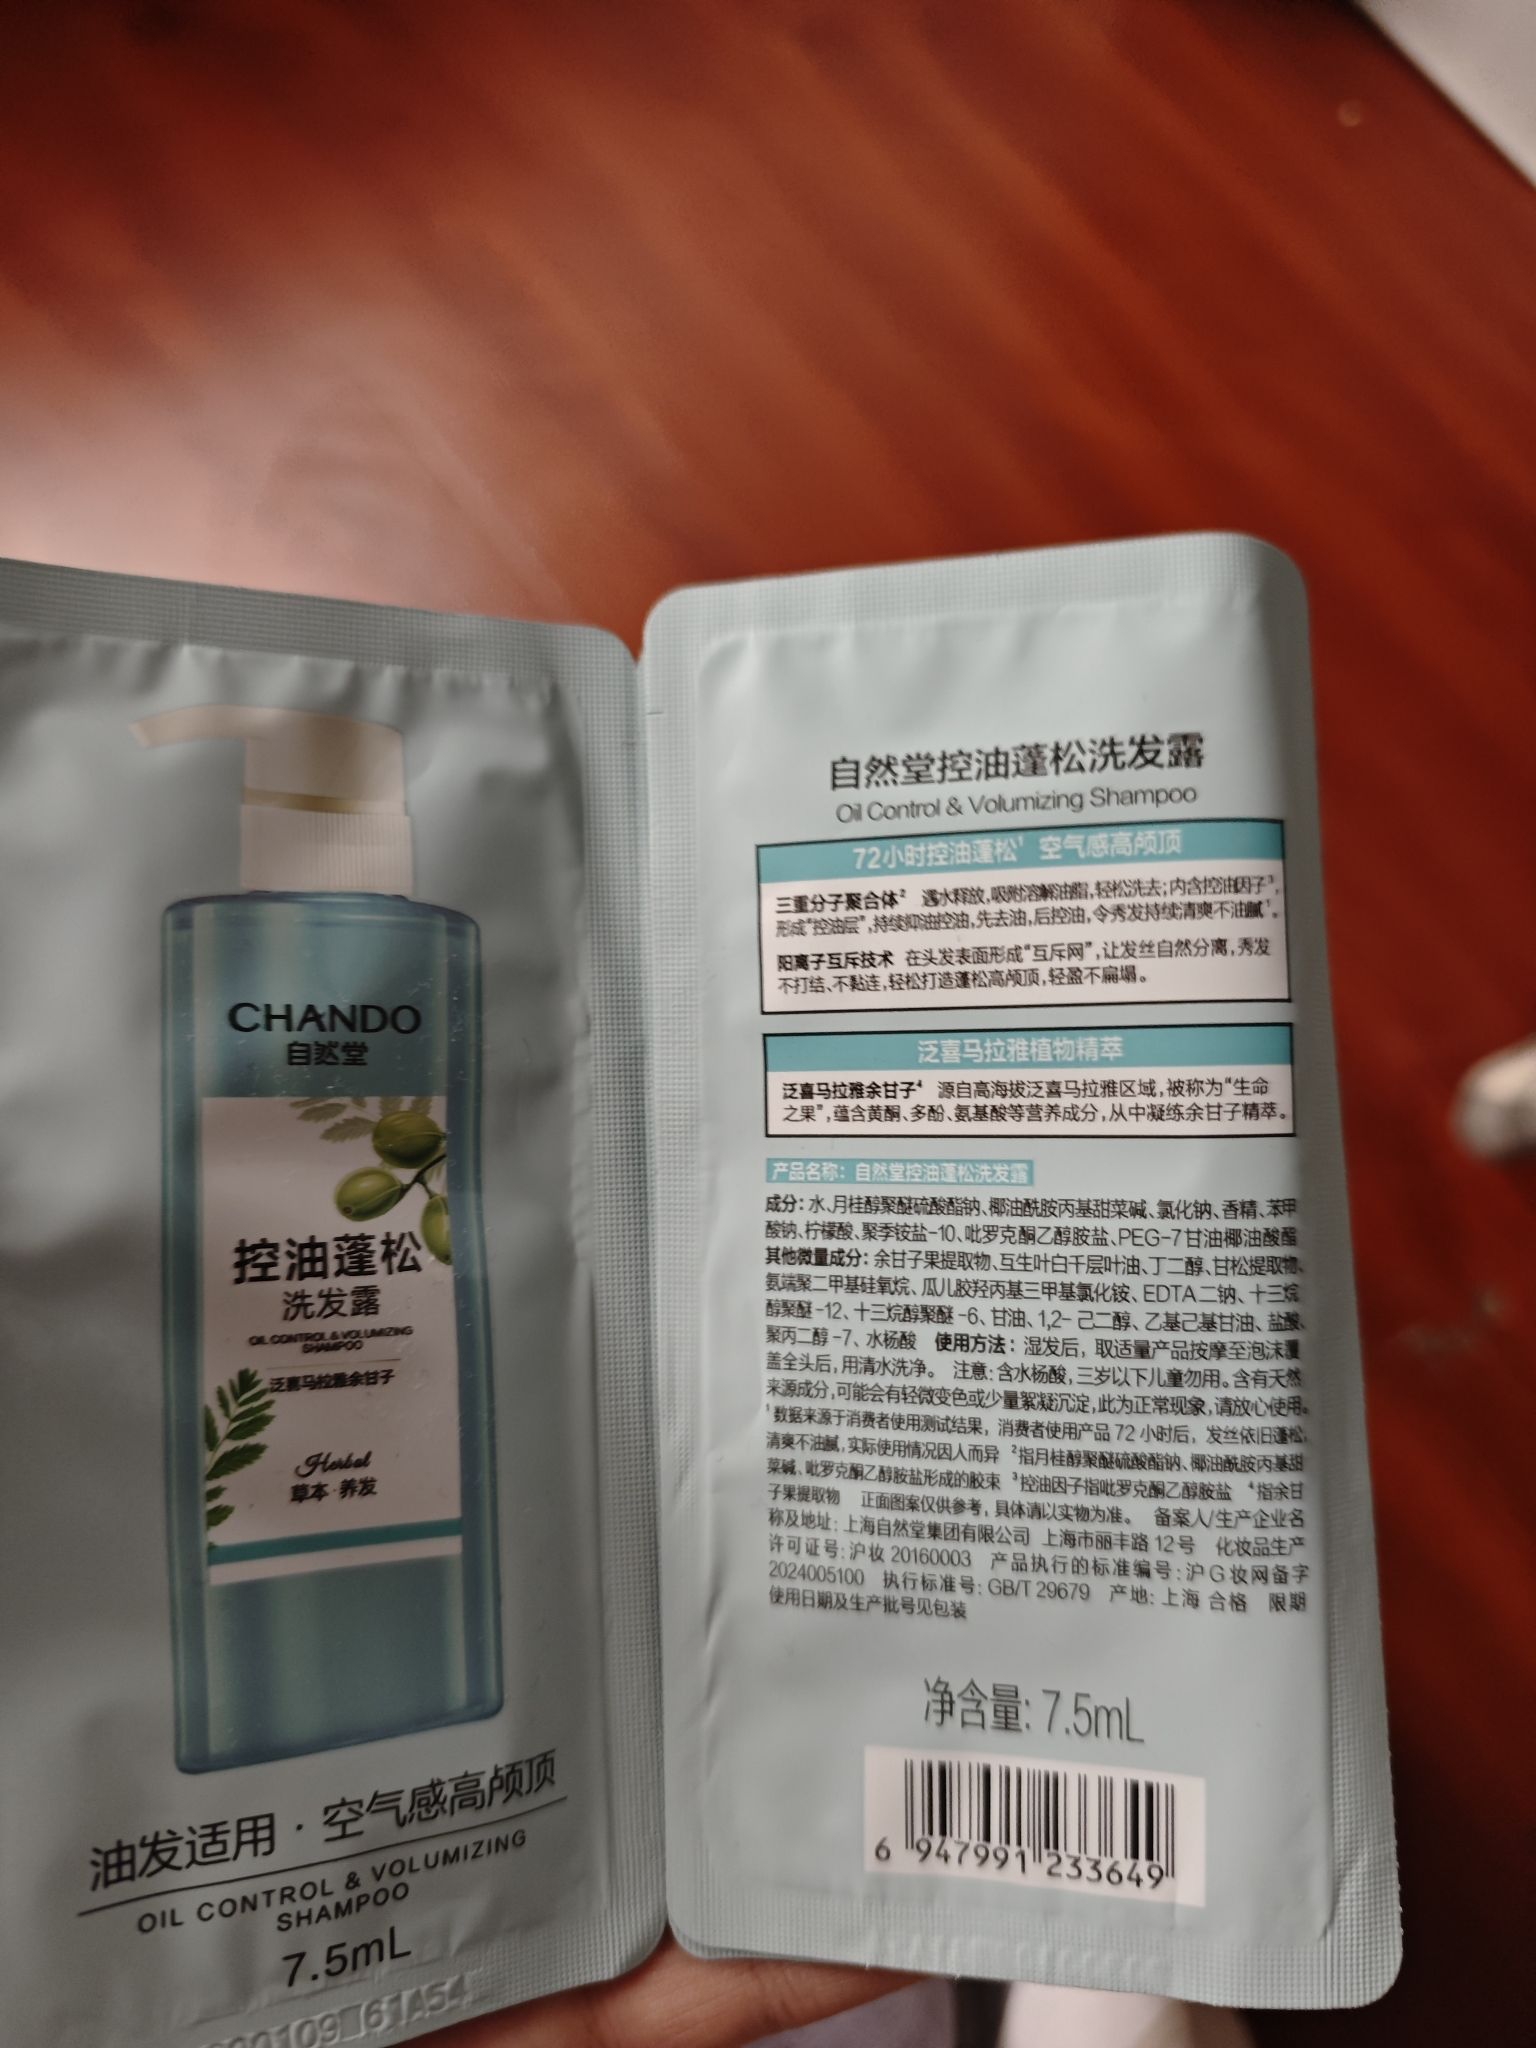 CHANDO
自然堂
控油蓬松
洗发露
OIL CONTROL & VOLUMIZING
SHAMPOO
泛喜马拉雅余甘子
Herbal
草本·养发
油发适用·空气感高颅顶
OIL CONTROL & VOLUMIZING
SHAMPOO
7.5mL
61A54
自然堂控油蓬松洗发露
Oil Control & Volumizing Shampoo
72小时控油蓬松¹ 空气感高颅顶
三重分子聚合体² 遇水释放,吸附溶解油脂,轻松洗去;内含控油因子³,
形成“控油层”,持续抑油控油,先去油,后控油,令秀发持续清爽不油腻¹。
阳离子互斥技术 在头发表面形成“互斥网”,让发丝自然分离,秀发
不打结、不黏连,轻松打造蓬松高颅顶,轻盈不扁塌。
泛喜马拉雅植物精萃
泛喜马拉雅余甘子⁴ 源自高海拔泛喜马拉雅区域,被称为“生命
之果”,蕴含黄酮、多酚、氨基酸等营养成分,从中凝练余甘子精萃。
产品名称:自然堂控油蓬松洗发露
成分:水、月桂醇聚醚硫酸酯钠、椰油酰胺丙基甜菜碱、氯化钠、香精、苯甲
酸钠、柠檬酸、聚季铵盐-10、吡罗克酮乙醇胺盐、PEG-7甘油椰油酸酯
其他微量成分:余甘子果提取物、互生叶白千层叶油、丁二醇、甘松提取物、
氨端聚二甲基硅氧烷、瓜儿胶羟丙基三甲基氯化铵、EDTA二钠、十三烷
醇聚醚-12、十三烷醇聚醚-6、甘油、1,2-己二醇、乙基己基甘油、盐酸、
聚丙二醇-7、水杨酸 使用方法:湿发后,取适量产品按摩至泡沫覆
盖全头后,用清水洗净。 注意:含水杨酸,三岁以下儿童勿用。含有天然
来源成分,可能会有轻微变色或少量絮凝沉淀,此为正常现象,请放心使用。
¹数据来源于消费者使用测试结果,消费者使用产品72小时后,发丝依旧蓬松,
清爽不油腻,实际使用情况因人而异 ²指月桂醇聚醚硫酸酯钠、椰油酰胺丙基甜
菜碱、吡罗克酮乙醇胺盐形成的胶束 ³控油因子指吡罗克酮乙醇胺盐 ⁴指余甘
子果提取物 正面图案仅供参考,具体请以实物为准。 备案人/生产企业名
称及地址:上海自然堂集团有限公司 上海市丽丰路12号 化妆品生产
许可证号:沪妆20160003 产品执行的标准编号:沪G妆网备字
2024005100 执行标准号:GB/T 29679 产地:上海 合格 限期
使用日期及生产批号见包装
净含量:7.5mL
6 947991 233649